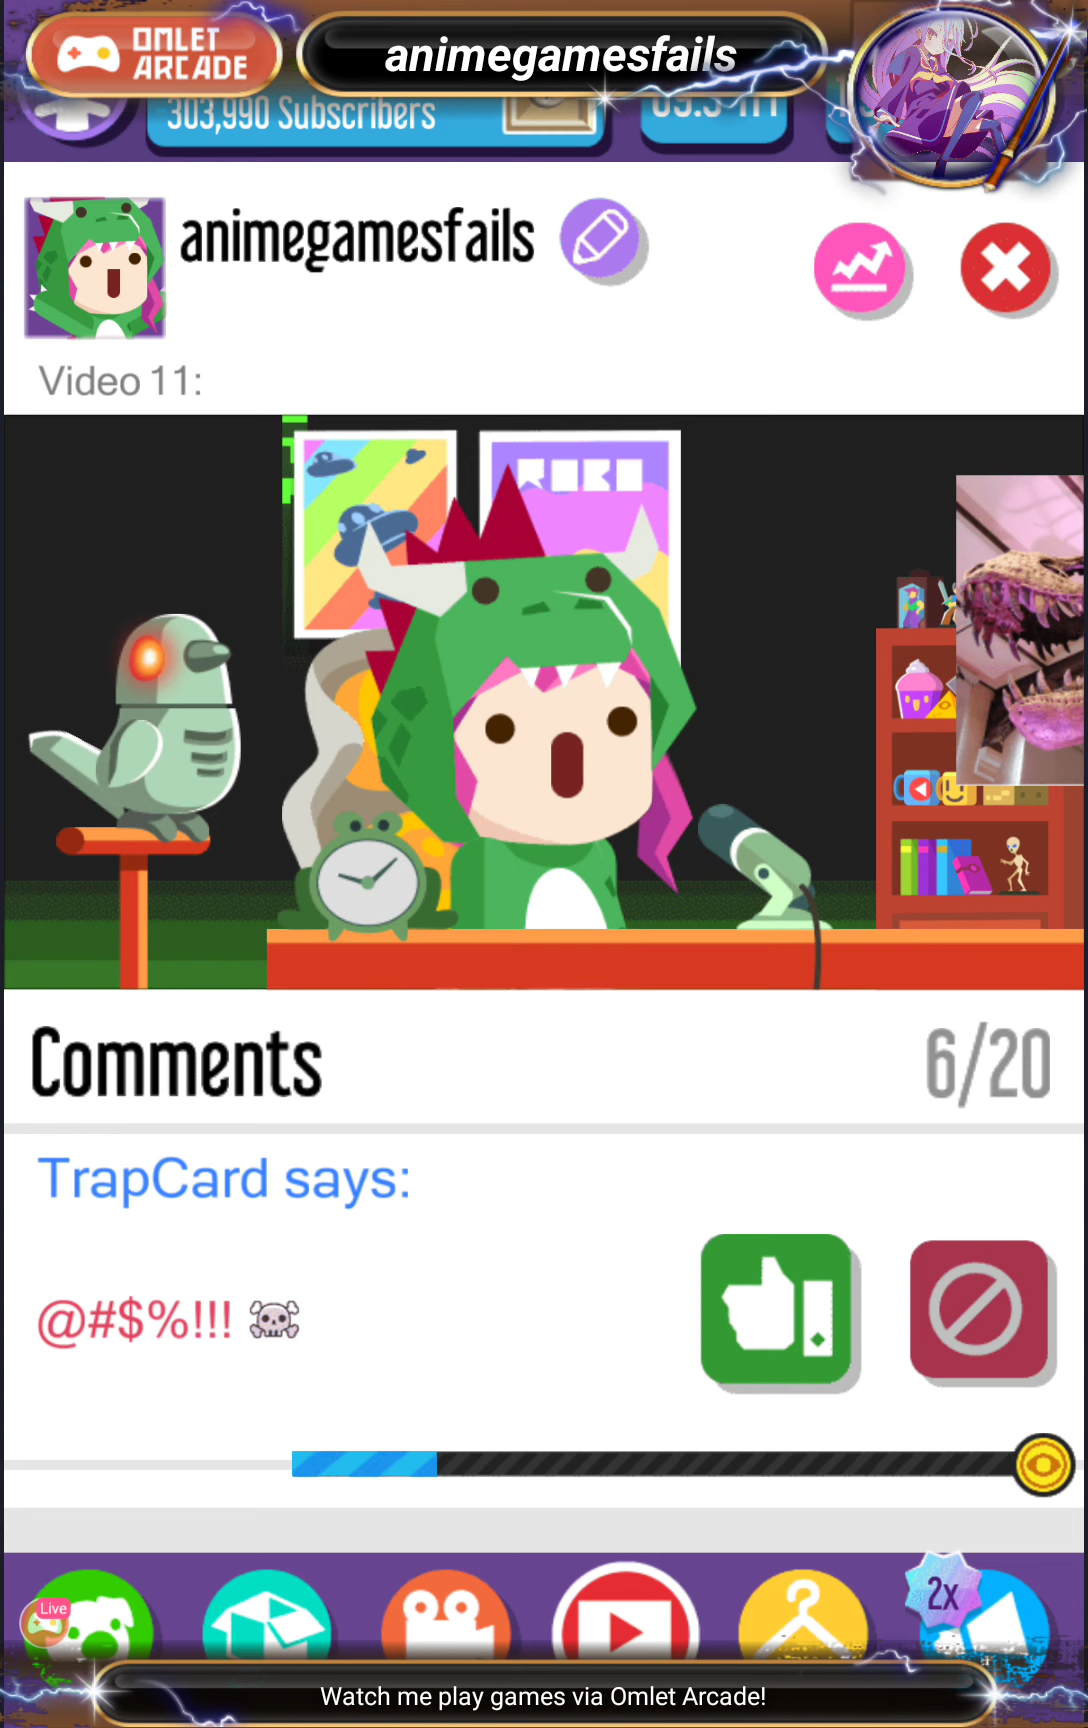 OMLET
ARCADE
animegamesfails
303,990 Subscribers
animegamesfails
Video 11:
Comments
6/20
TrapCard says:
@#$%!!! ☠
2x
Live
Watch me play games via Omlet Arcade!